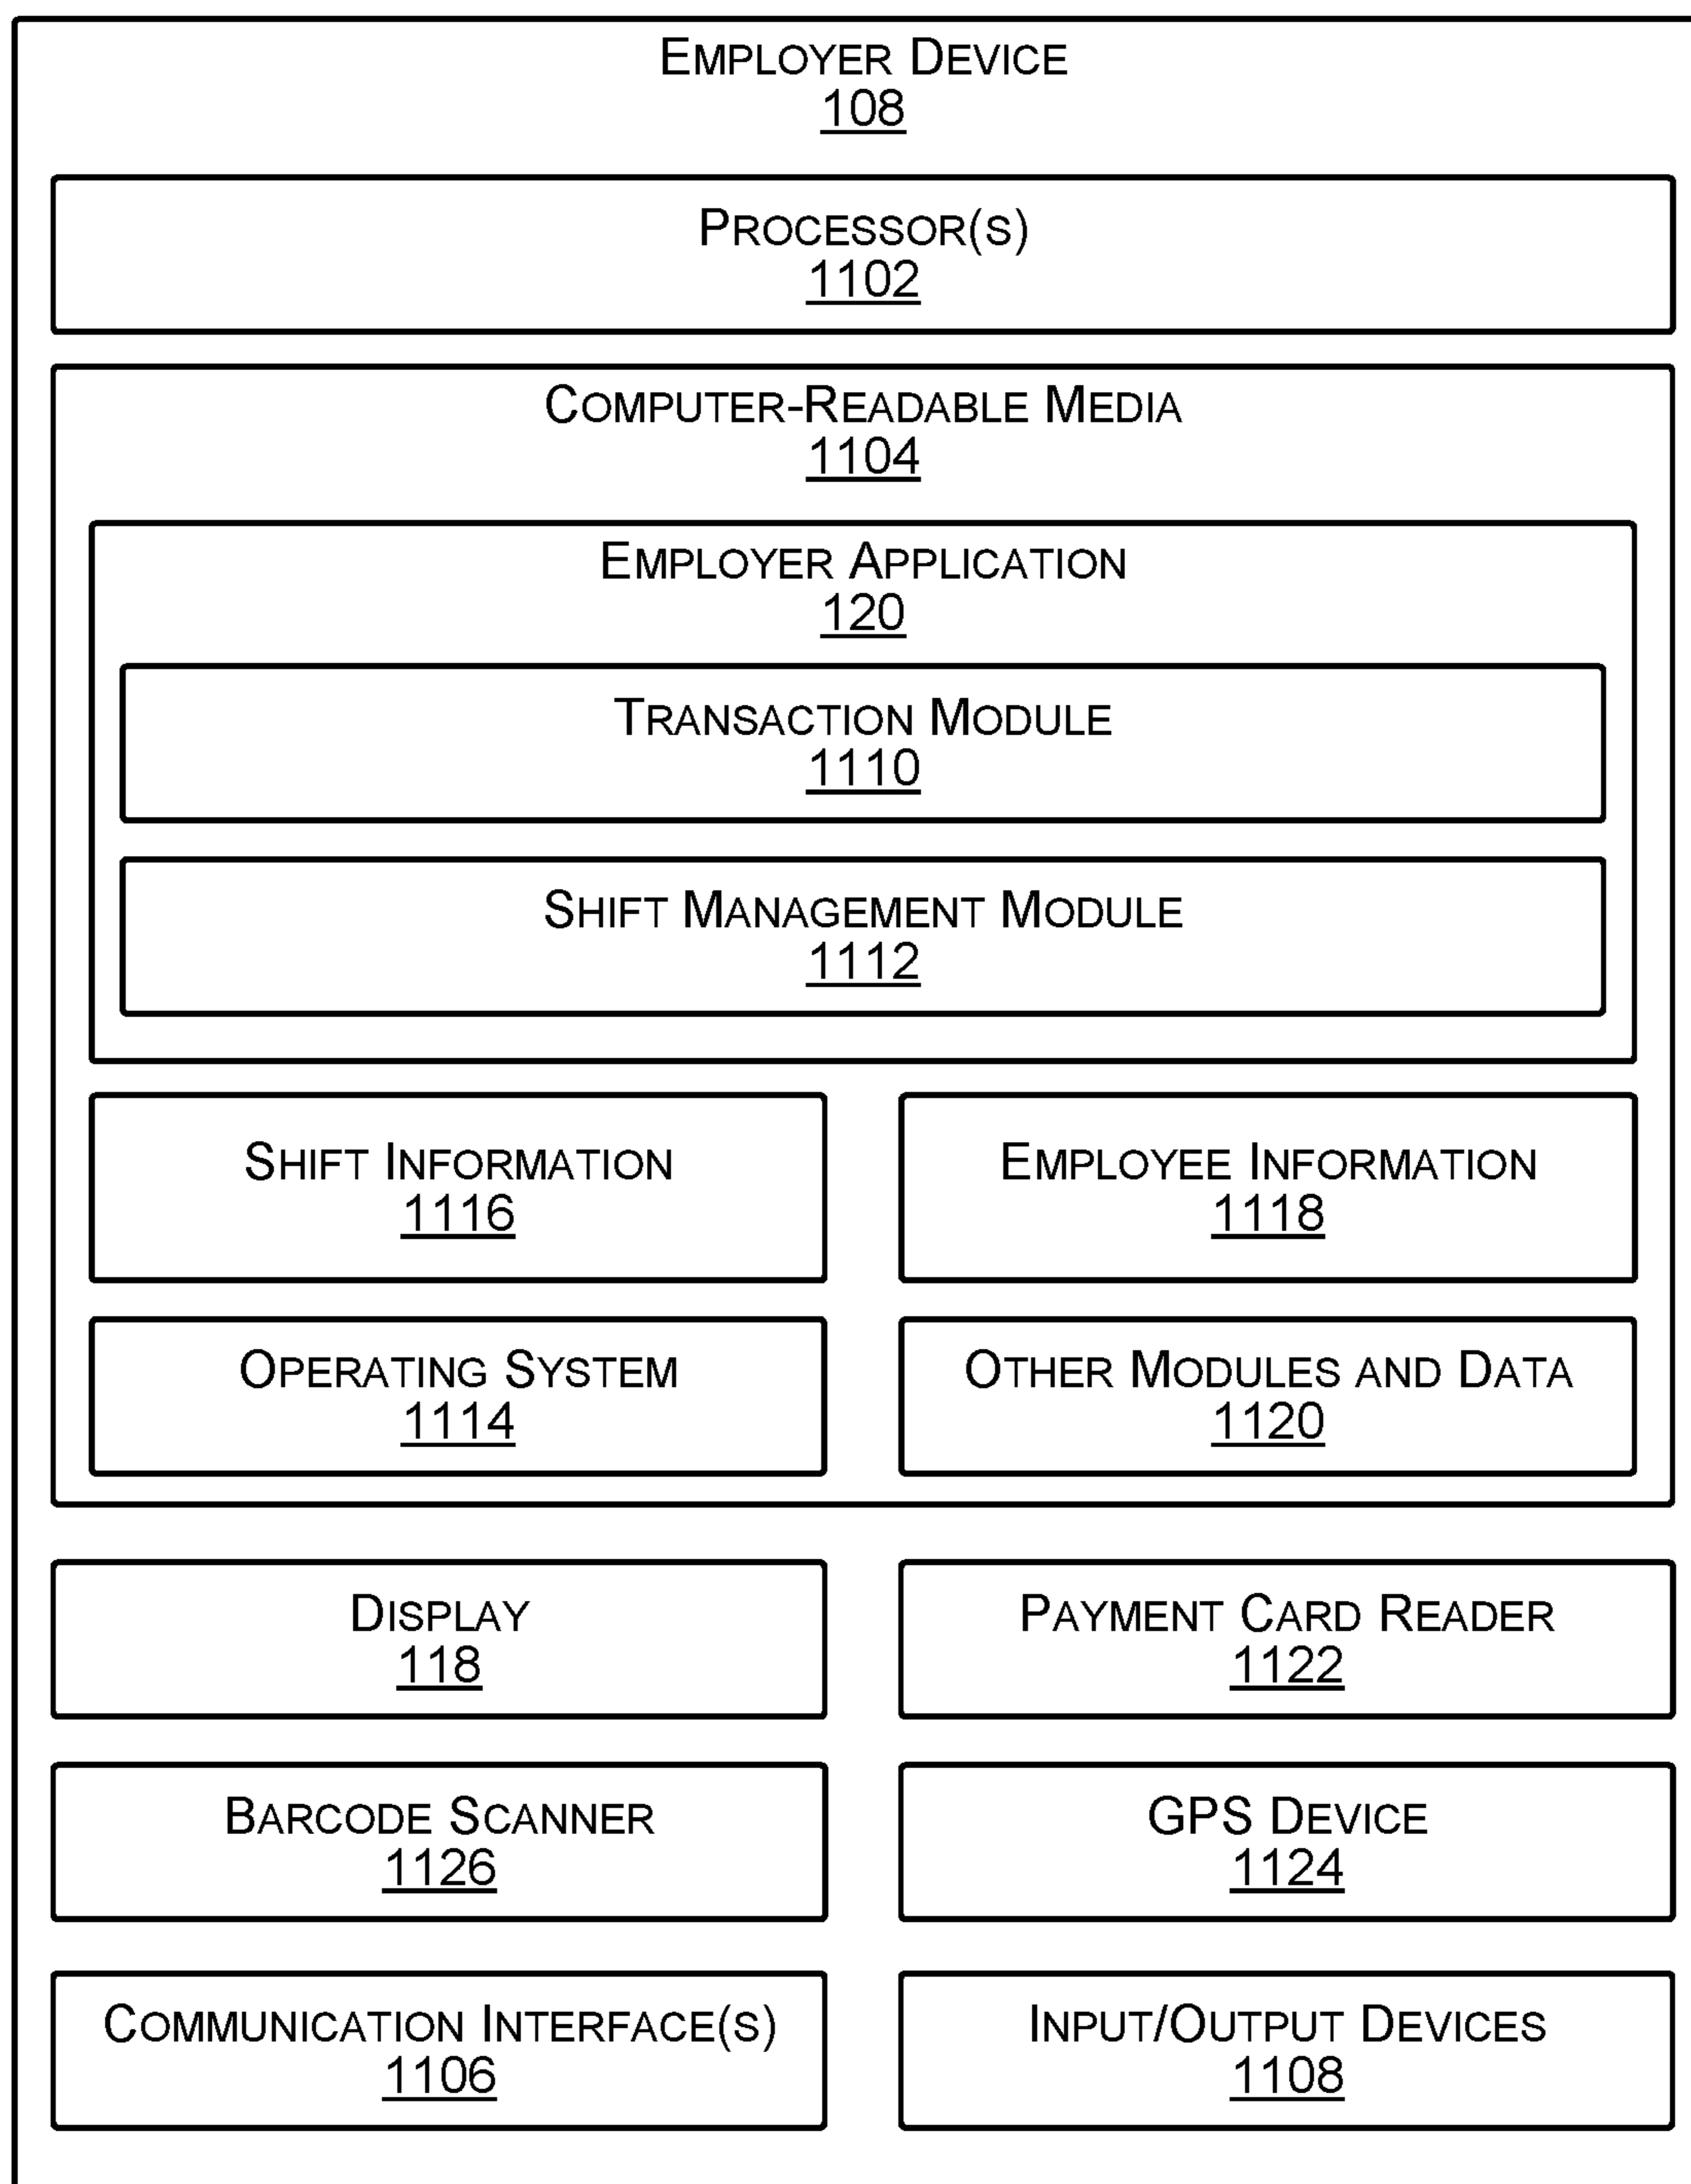 EMPLOYER DEVICE
108
PROCESSOR(S)
1102
COMPUTER-READABLE MEDIA
1104
EMPLOYER APPLICATION
120
TRANSACTION MODULE
1110
SHIFT MANAGEMENT MODULE
1112
SHIFT INFORMATION
1116
EMPLOYEE INFORMATION
1118
OPERATING SYSTEM
1114
OTHER MODULES AND DATA
1120
DISPLAY
118
PAYMENT CARD READER
1122
BARCODE SCANNER
1126
GPS DEVICE
1124
COMMUNICATION INTERFACE(S)
1106
INPUT/OUTPUT DEVICES
1108